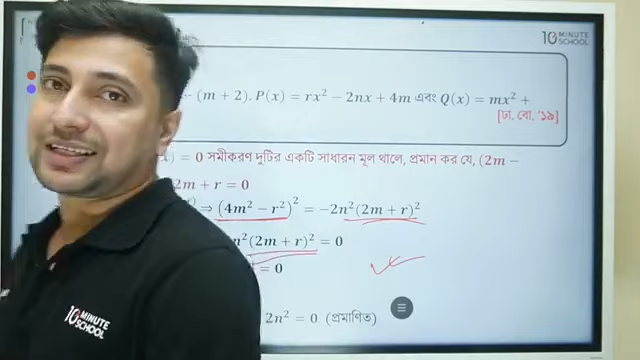 10 MINUTE SCHOOL
(m + 2). P(x) = rx² − 2nx + 4m এবং Q(x) = mx² +
[ঢা. বো. '১৯]
= 0 সমীকরণ দুটির একটি সাধারন মূল থালে, প্রমান কর যে, (2m −
2m + r = 0
⇒ (4m² − r²)² = −2n²(2m + r)²
n²(2m + r)² = 0
= 0
2n² = 0 (প্রমাণিত)
10 MINUTE SCHOOL